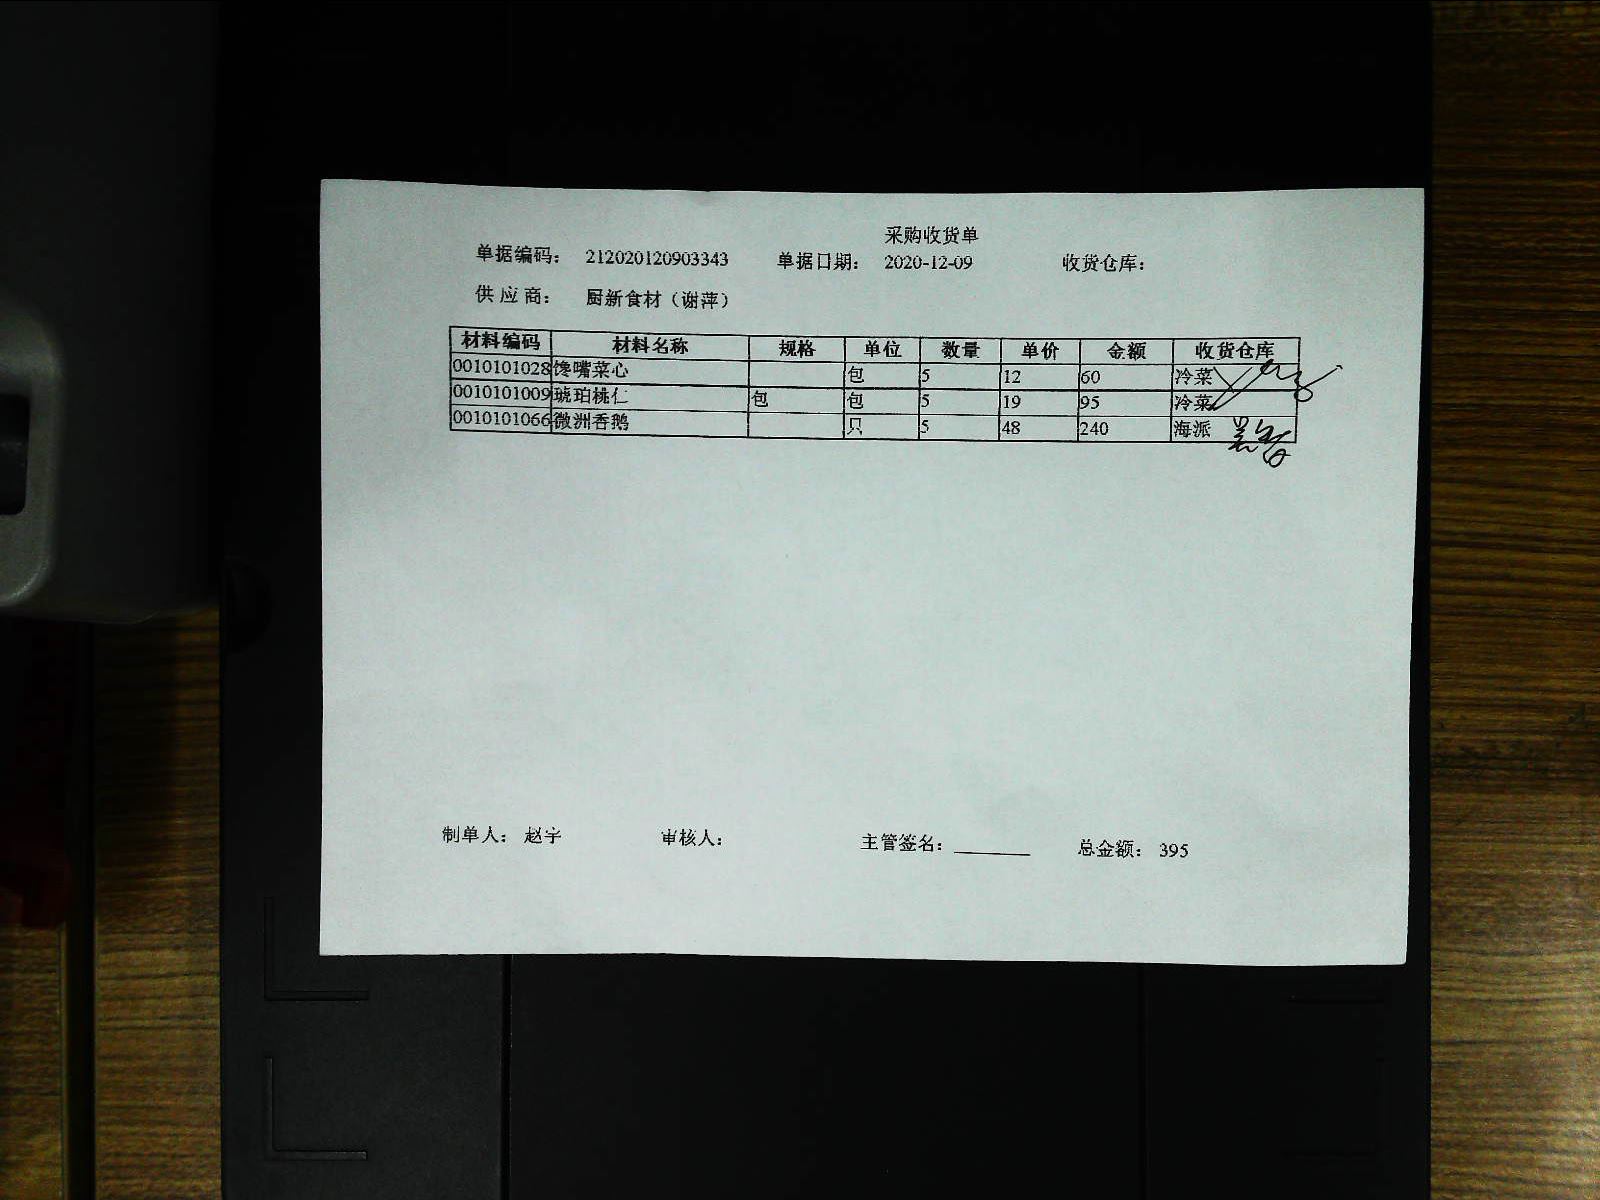 采购收货单
单据编码： 212020120903343 单据日期： 2020-12-09 收货仓库：
供应商： 厨新食材（谢萍）
材料编码 材料名称 规格 单位 数量 单价 金额 收货仓库
0010101028 馋嘴菜心 包 5 12 60 冷菜
0010101009 琥珀桃仁 包 包 5 19 95 冷菜
0010101066 微洲香鹅 只 5 48 240 海派
制单人： 赵宇 审核人： 主管签名： 总金额： 395